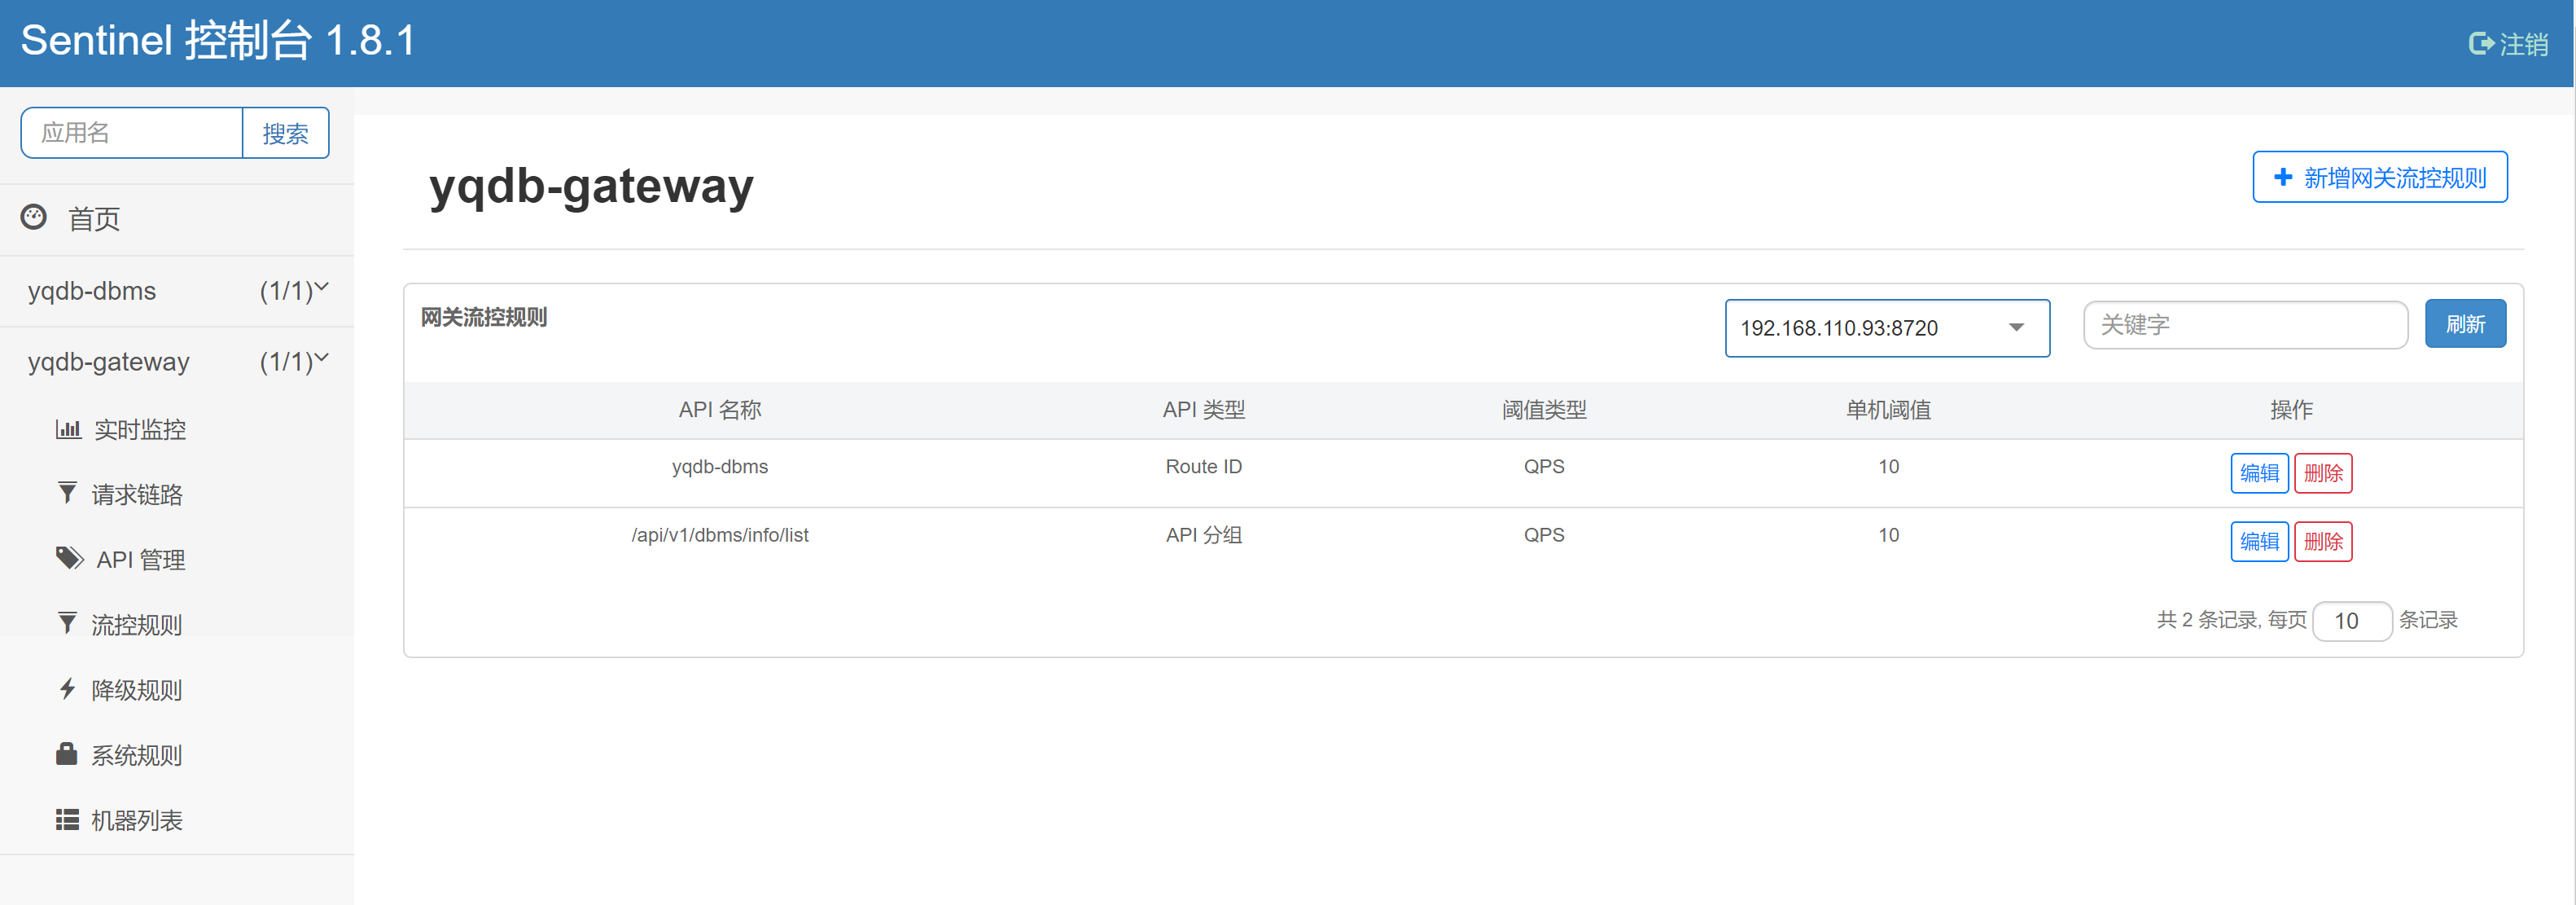 Sentinel 控制台 1.8.1
注销
应用名 搜索
首页
yqdb-dbms (1/1)
yqdb-gateway (1/1)
实时监控
请求链路
API 管理
流控规则
降级规则
系统规则
机器列表
yqdb-gateway
新增网关流控规则
网关流控规则 192.168.110.93:8720 关键字 刷新
API 名称 API 类型 阈值类型 单机阈值 操作
yqdb-dbms Route ID QPS 10 编辑 删除
/api/v1/dbms/info/list API 分组 QPS 10 编辑 删除
共 2 条记录, 每页 10 条记录